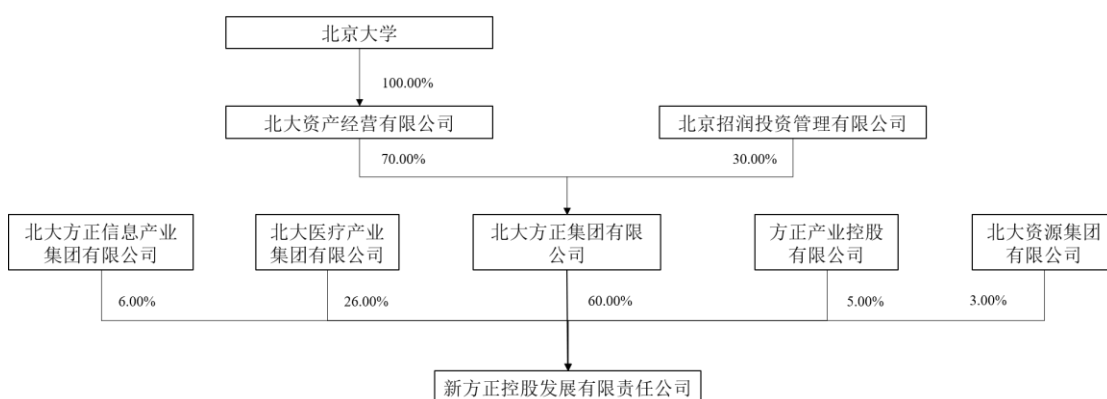 北京大学
100.00%
北大资产经营有限公司
北京招润投资管理有限公司
70.00%
30.00%
北大方正信息产业
集团有限公司
北大医疗产业
集团有限公司
北大方正集团有限
公司
方正产业控股
有限公司
北大资源集团
有限公司
6.00%
26.00%
60.00%
5.00%
3.00%
新方正控股发展有限责任公司